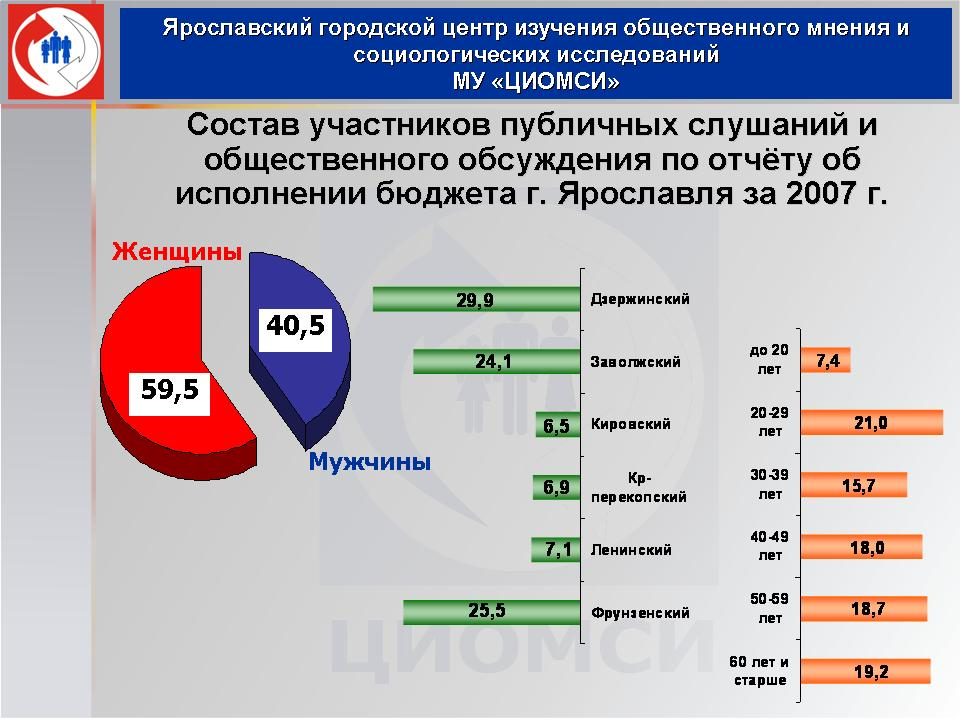 Ярославский городской центр изучения общественного мнения и
социологических исследований
МУ «ЦИОМСИ»
Состав участников публичных слушаний и
общественного обсуждения по отчёту об
исполнении бюджета г. Ярославля за 2007 г.
Женщины
40,5
59,5
Мужчины
29,9 Дзержинский
24,1 Заволжский
6,5 Кировский
6,9 Кр-
перекопский
7,1 Ленинский
25,5 Фрунзенский
до 20
лет
7,4
20-29
лет
21,0
30-39
лет
15,7
40-49
лет
18,0
50-59
лет
18,7
60 лет и
старше
19,2
ЦИОМСИ